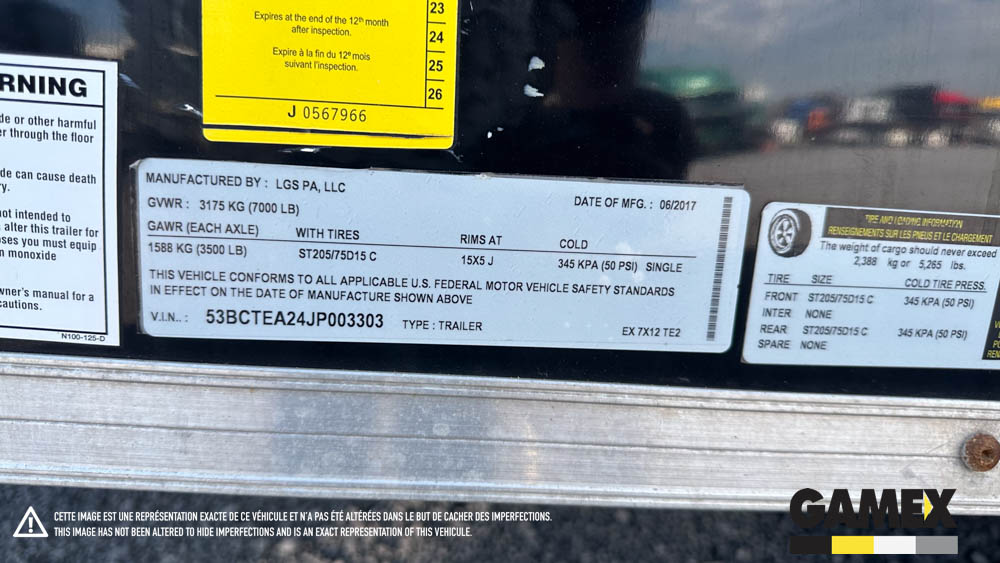 Expires at the end of the 12th month
after inspection.
Expire à la fin du 12e mois
suivant l'inspection.
23
24
25
26
J 0567966
RNING
de or other harmful
er through the floor
de can cause death
ry.
not intended to
alter this trailer for
oses you must equip
n monoxide
wner's manual for a
cautions.
N100-125-D
MANUFACTURED BY : LGS PA, LLC
DATE OF MFG. : 06/2017
GVWR : 3175 KG (7000 LB)
GAWR (EACH AXLE) WITH TIRES RIMS AT COLD
1588 KG (3500 LB) ST205/75D15 C 15X5 J 345 KPA (50 PSI) SINGLE
THIS VEHICLE CONFORMS TO ALL APPLICABLE U.S. FEDERAL MOTOR VEHICLE SAFETY STANDARDS
IN EFFECT ON THE DATE OF MANUFACTURE SHOWN ABOVE
V.I.N.. : 53BCTEA24JP003303 TYPE : TRAILER EX 7X12 TE2
TIRE AND LOADING INFORMATION
RENSEIGNEMENTS SUR LES PNEUS ET LE CHARGEMENT
The weight of cargo should never exceed
2,388 kg or 5,265 lbs.
TIRE SIZE COLD TIRE PRESS.
FRONT ST205/75D15 C 345 KPA (50 PSI)
INTER NONE
REAR ST205/75D15 C 345 KPA (50 PSI)
SPARE NONE
CETTE IMAGE EST UNE REPRÉSENTATION EXACTE DE CE VÉHICULE ET N'A PAS ÉTÉ ALTÉRÉES DANS LE BUT DE CACHER DES IMPERFECTIONS.
THIS IMAGE HAS NOT BEEN ALTERED TO HIDE IMPERFECTIONS AND IS AN EXACT REPRESENTATION OF THIS VEHICLE.
GAMEX